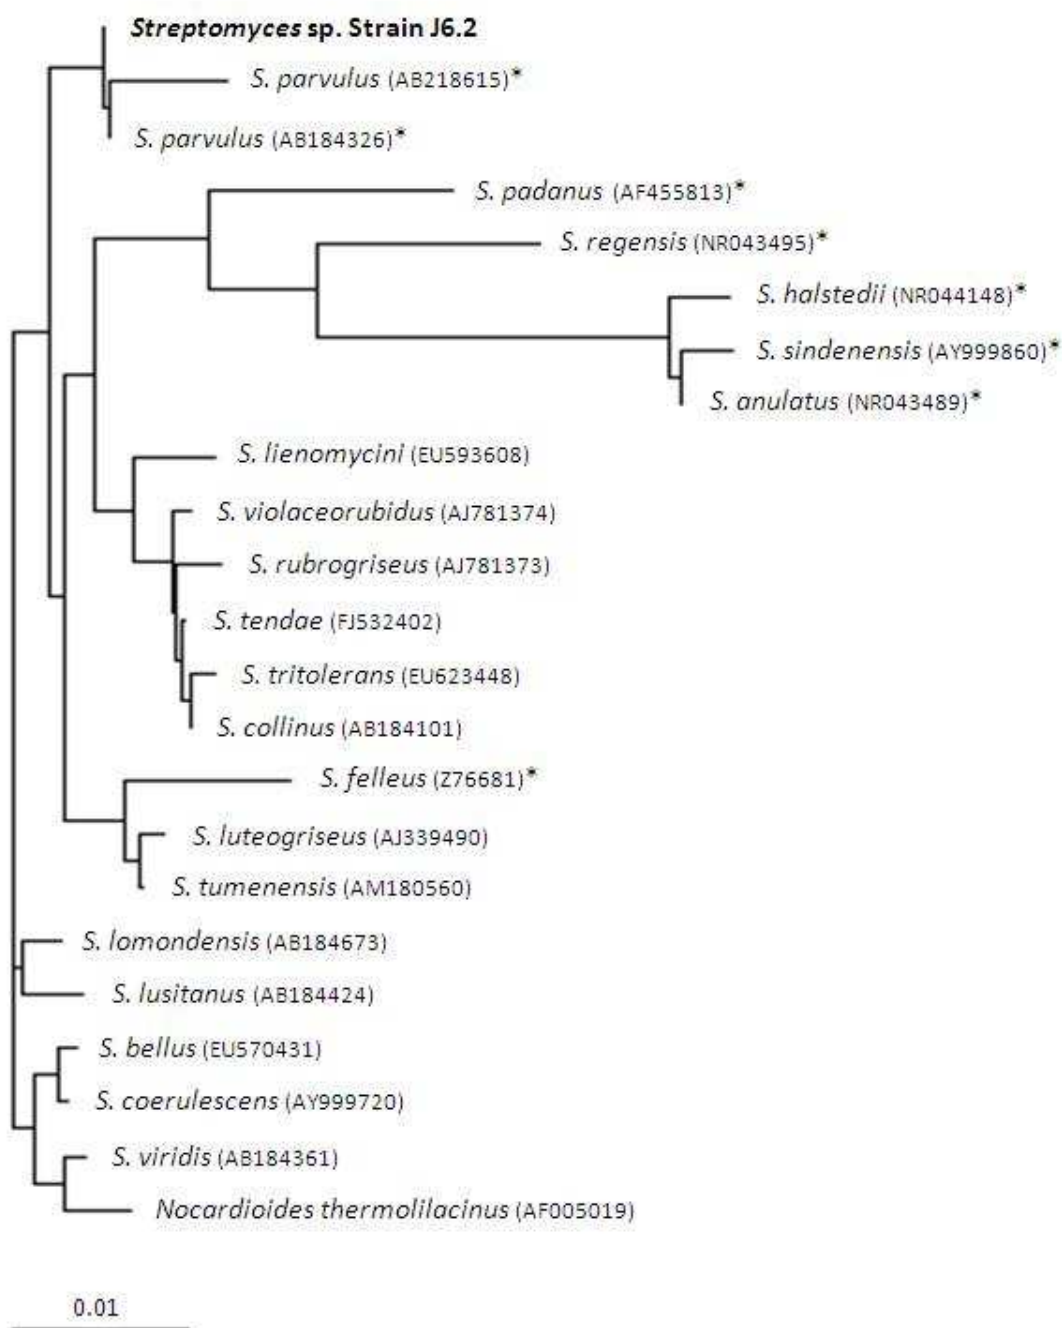 Streptomyces sp. Strain J6.2
S. parvulus (AB218615)*
S. parvulus (AB184326)*
S. padanus (AF455813)*
S. regensis (NR043495)*
S. halstedii (NR044148)*
S. sindenensis (AY999860)*
S. anulatus (NR043489)*
S. lienomycini (EU593608)
S. violaceorubidus (AJ781374)
S. rubrogriseus (AJ781373)
S. tendae (FJ532402)
S. tritolerans (EU623448)
S. collinus (AB184101)
S. felleus (Z76681)*
S. luteogriseus (AJ339490)
S. tumenensis (AM180560)
S. lomondensis (AB184673)
S. lusitanus (AB184424)
S. bellus (EU570431)
S. coerulescens (AY999720)
S. viridis (AB184361)
Nocardioides thermolilacinus (AF005019)
0.01